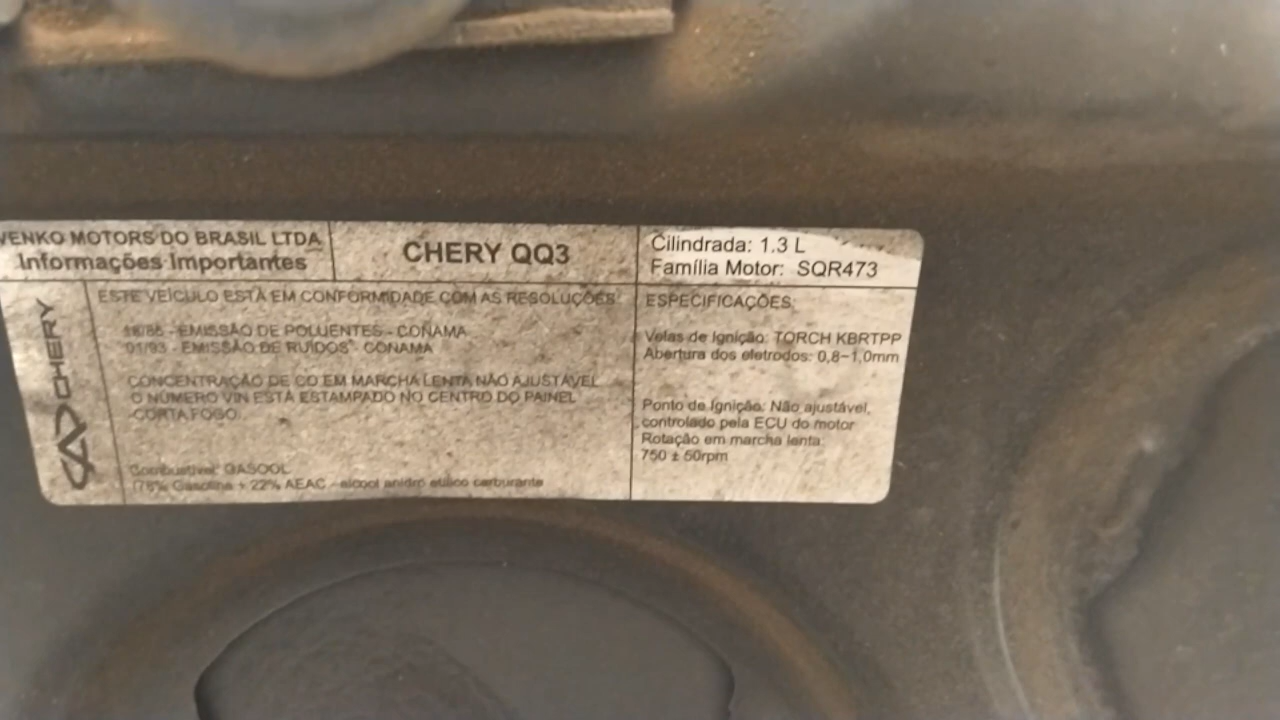 VENKO MOTORS DO BRASIL LTDA
Informações Importantes
CHERY QQ3
Cilindrada: 1.3 L
Família Motor: SQR473
CHERY
ESTE VEÍCULO ESTÁ EM CONFORMIDADE COM AS RESOLUÇÕES:
18/86 - EMISSÃO DE POLUENTES - CONAMA
01/93 - EMISSÃO DE RUÍDOS - CONAMA
CONCENTRAÇÃO DE CO EM MARCHA LENTA NÃO AJUSTÁVEL
O NÚMERO VIN ESTÁ ESTAMPADO NO CENTRO DO PAINEL
CORTA FOGO.
Combustível: GASOOL
(78% Gasolina + 22% AEAC - álcool anidro etílico carburante
ESPECIFICAÇÕES:
Velas de Ignição: TORCH KBRTPP
Abertura dos eletrodos: 0,8~1,0mm
Ponto de Ignição: Não ajustável,
controlado pela ECU do motor
Rotação em marcha lenta:
750 ± 50rpm